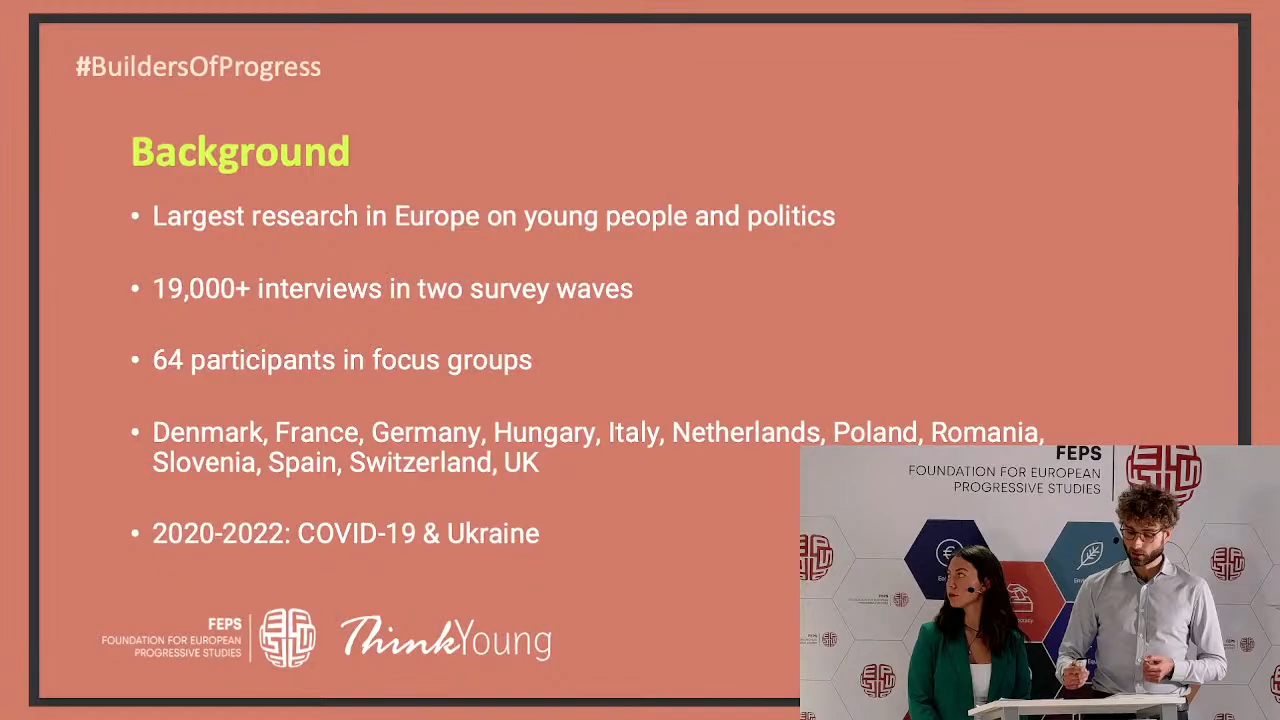 #BuildersOfProgress
Background
• Largest research in Europe on young people and politics
• 19,000+ interviews in two survey waves
• 64 participants in focus groups
• Denmark, France, Germany, Hungary, Italy, Netherlands, Poland, Romania,
Slovenia, Spain, Switzerland, UK
• 2020-2022: COVID-19 & Ukraine
FEPS
FOUNDATION FOR EUROPEAN
PROGRESSIVE STUDIES
ThinkYoung
FEPS
FOUNDATION FOR EUROPEAN
PROGRESSIVE STUDIES